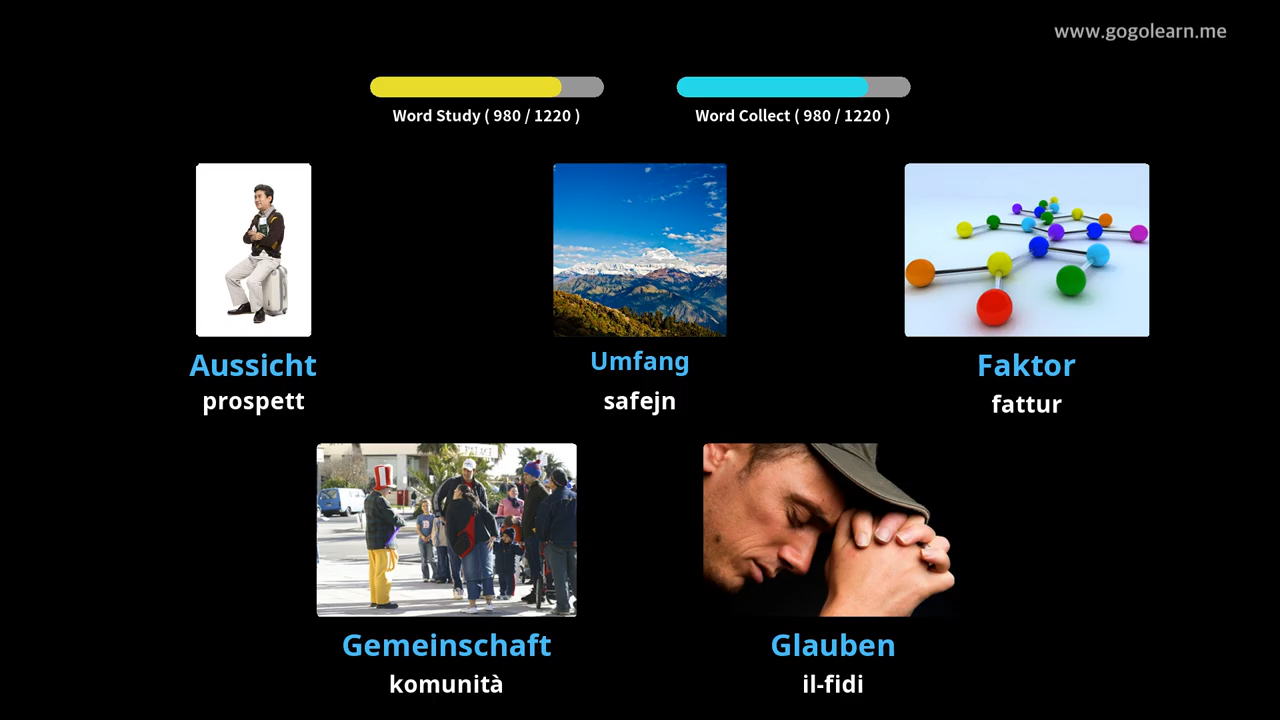 www.gogolearn.me
Word Study ( 980 / 1220 )
Word Collect ( 980 / 1220 )
Aussicht
prospett
Umfang
safejn
Faktor
fattur
Gemeinschaft
komunità
Glauben
il-fidi